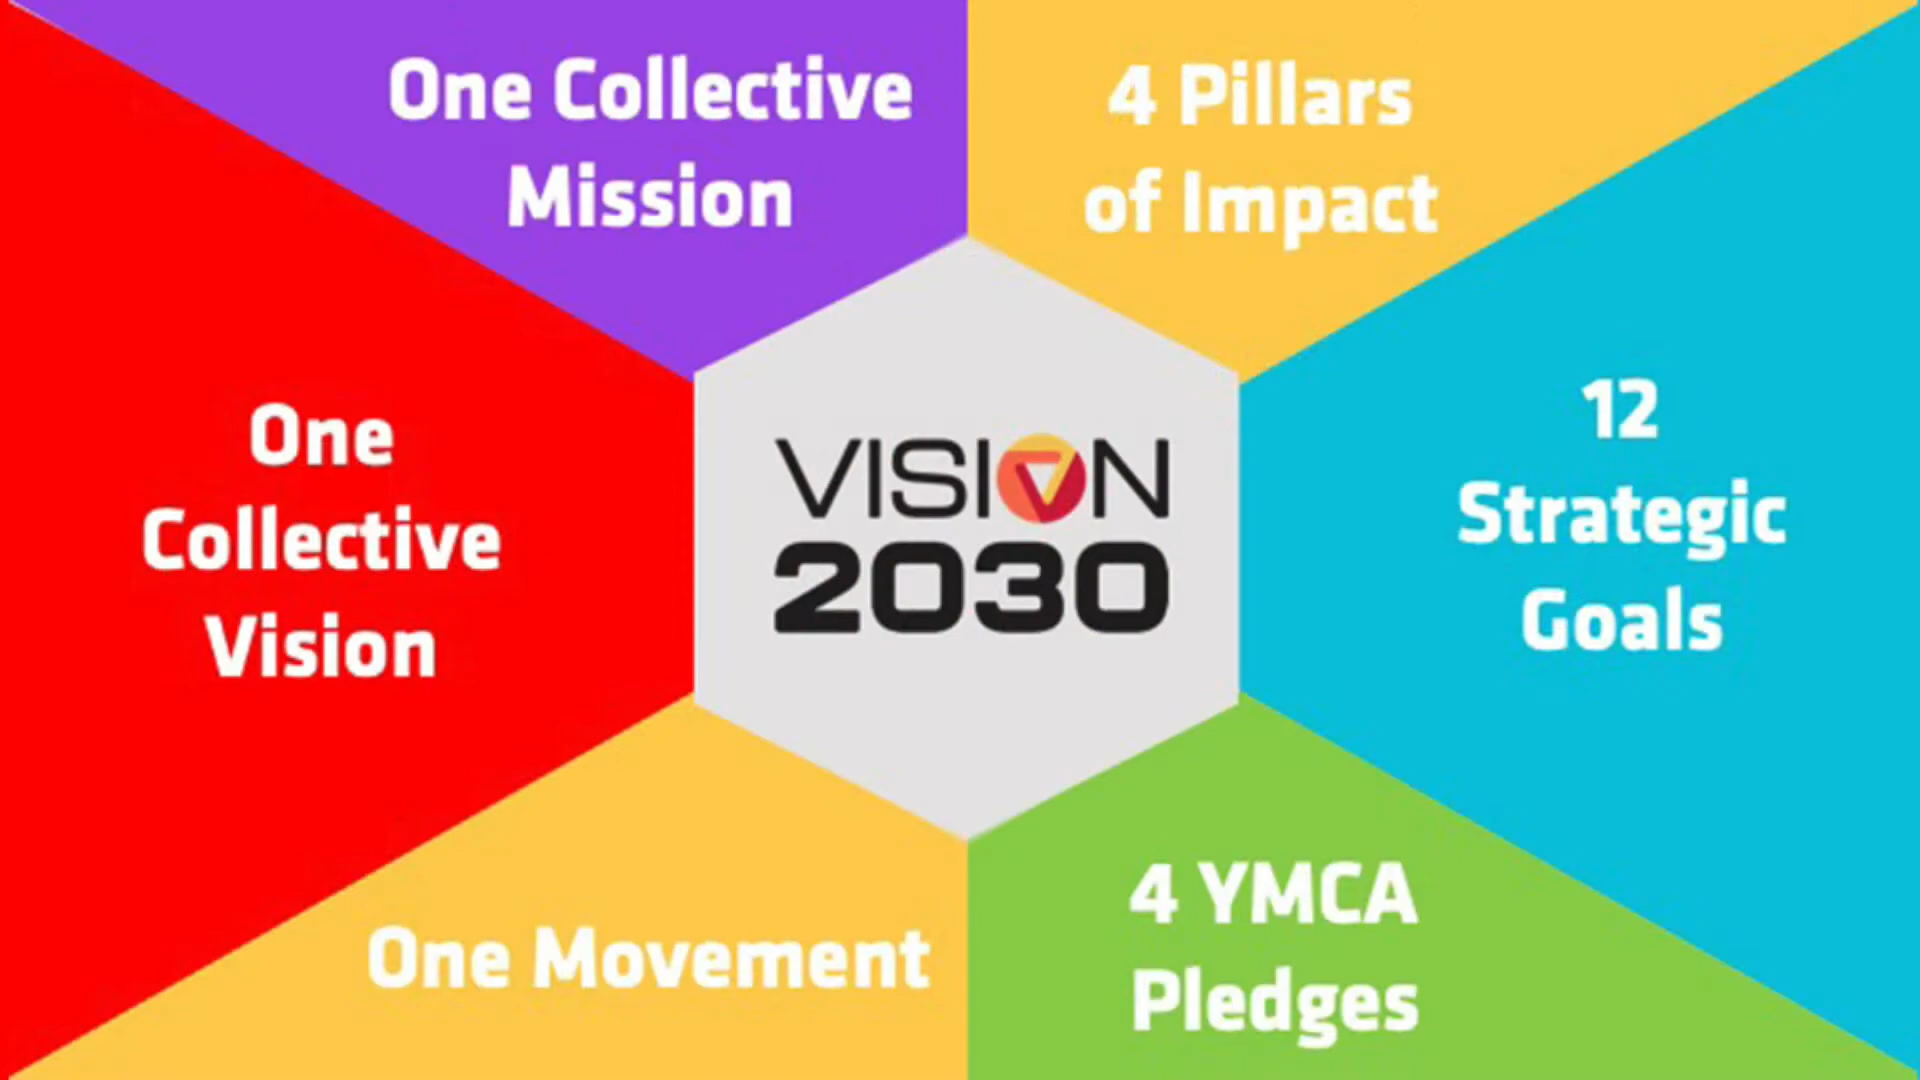 One Collective
Mission
4 Pillars
of Impact
One
Collective
Vision
VISION
2030
12
Strategic
Goals
One Movement
4 YMCA
Pledges